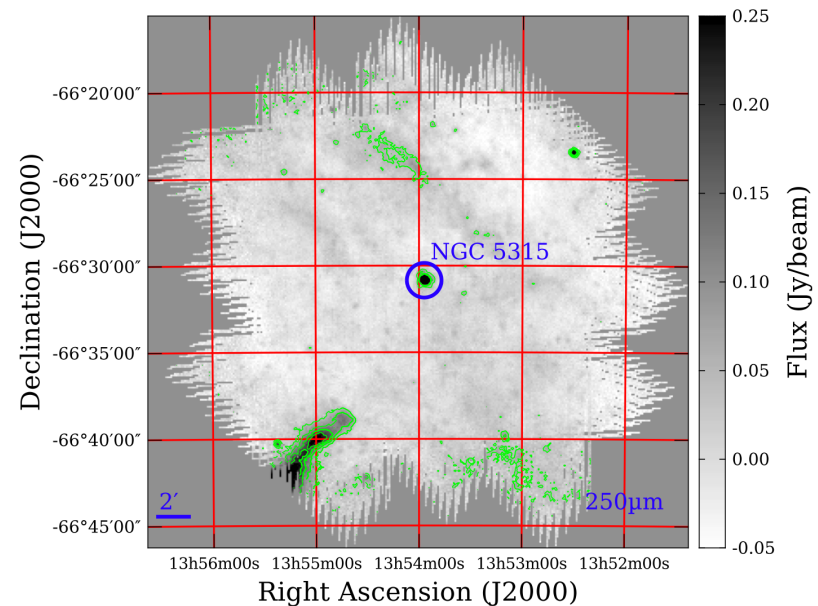 -66°20′00″
-66°25′00″
-66°30′00″
-66°35′00″
-66°40′00″
-66°45′00″
Declination (J2000)
NGC 5315
2′
250μm
13h56m00s 13h55m00s 13h54m00s 13h53m00s 13h52m00s
Right Ascension (J2000)
0.25
0.20
0.15
0.10
0.05
0.00
-0.05
Flux (Jy/beam)